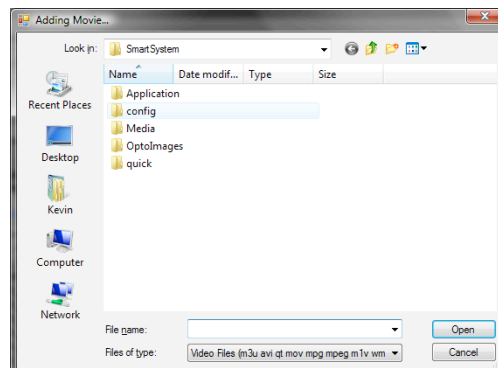 Adding Movie...
Look in: SmartSystem
Name Date modif... Type Size
Application
config
Media
OptoImages
quick
Recent Places
Desktop
Kevin
Computer
Network
File name: Open
Files of type: Video Files (m3u avi qt mov mpg mpeg m1v wm Cancel